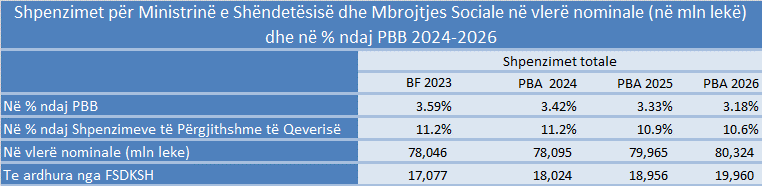 Shpenzimet për Ministrinë e Shëndetësisë dhe Mbrojtjes Sociale në vlerë nominale (në mln lekë)
dhe në % ndaj PBB 2024-2026
Shpenzimet totale
BF 2023 PBA 2024 PBA 2025 PBA 2026
Në % ndaj PBB 3.59% 3.42% 3.33% 3.18%
Në % ndaj Shpenzimeve të Përgjithshme të Qeverisë 11.2% 11.2% 10.9% 10.6%
Në vlerë nominale (mln leke) 78,046 78,095 79,965 80,324
Te ardhura nga FSDKSH 17,077 18,024 18,956 19,960